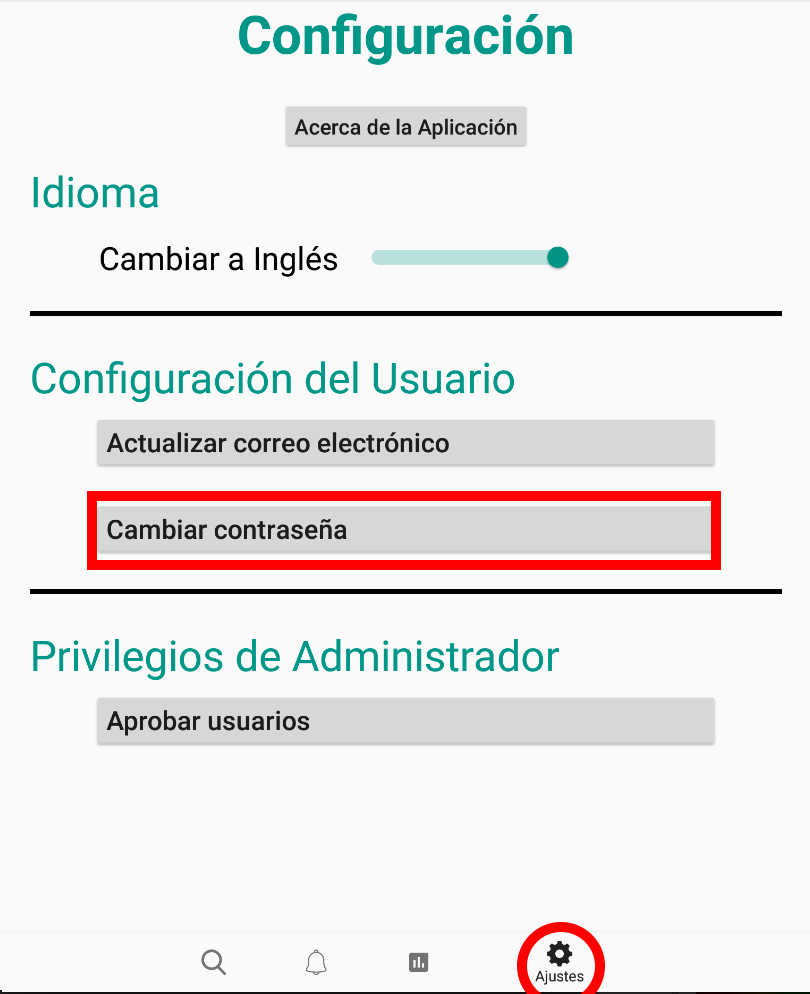 Configuración
Acerca de la Aplicación
Idioma
Cambiar a Inglés
Configuración del Usuario
Actualizar correo electrónico
Cambiar contraseña
Privilegios de Administrador
Aprobar usuarios
Ajustes